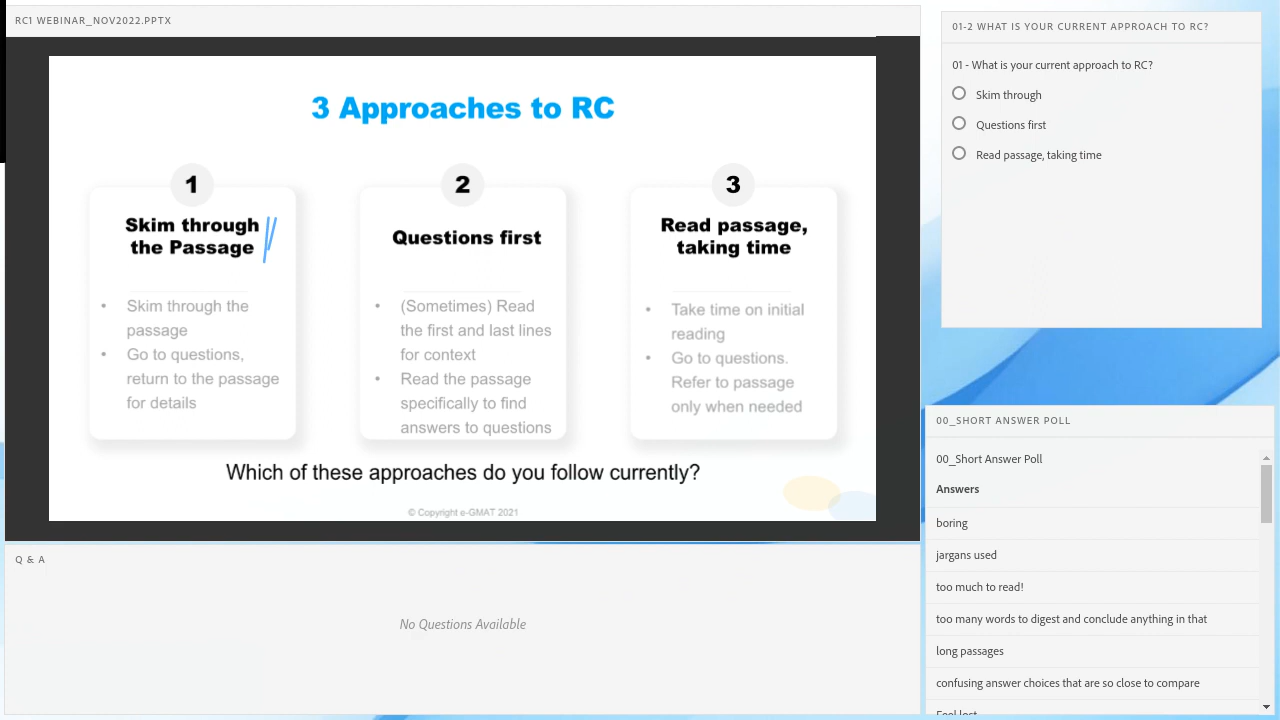 RC1 WEBINAR_NOV2022.PPTX
3 Approaches to RC
1
Skim through
the Passage
• Skim through the
passage
• Go to questions,
return to the passage
for details
2
Questions first
• (Sometimes) Read
the first and last lines
for context
• Read the passage
specifically to find
answers to questions
3
Read passage,
taking time
• Take time on initial
reading
• Go to questions.
Refer to passage
only when needed
Which of these approaches do you follow currently?
© Copyright e-GMAT 2021
Q & A
No Questions Available
01-2 WHAT IS YOUR CURRENT APPROACH TO RC?
01 - What is your current approach to RC?
Skim through
Questions first
Read passage, taking time
00_SHORT ANSWER POLL
00_Short Answer Poll
Answers
boring
jargans used
too much to read!
too many words to digest and conclude anything in that
long passages
confusing answer choices that are so close to compare
Feel lost